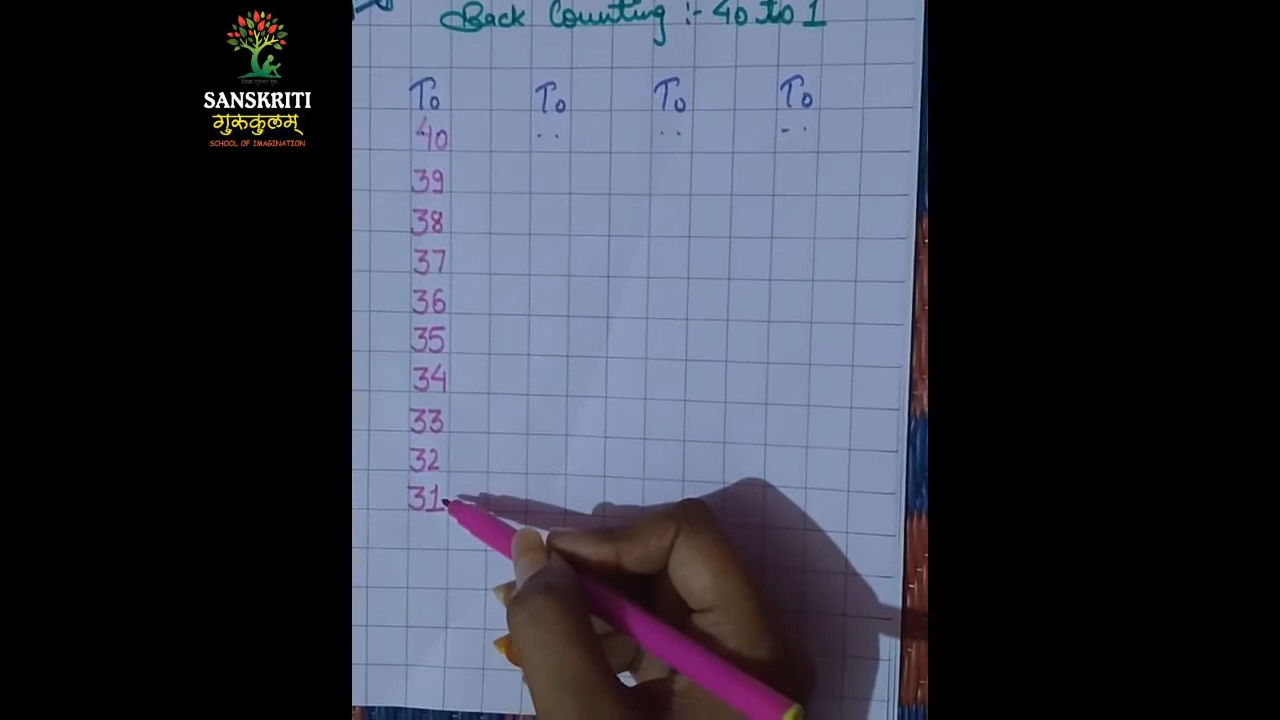 SANSKRITI
गुरुकुलम्
SCHOOL OF IMAGINATION
Back Counting :- 40 to 1
To To To To
40 .. .. ..
39
38
37
36
35
34
33
32
31